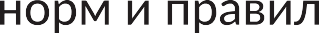 норм и правил